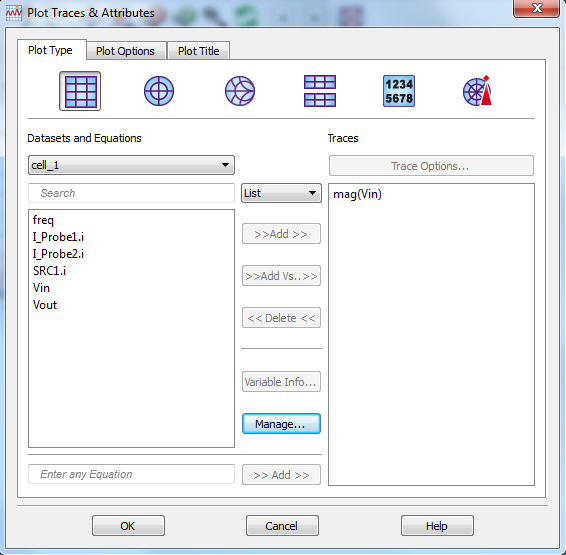 Plot Traces & Attributes
Plot Type
Plot Options
Plot Title
1234
5678
Datasets and Equations
Traces
cell_1
Trace Options...
Search
List
mag(Vin)
freq
I_Probe1.i
I_Probe2.i
SRC1.i
Vin
Vout
>>Add >>
>>Add Vs..>>
<< Delete <<
Variable Info...
Manage...
Enter any Equation
>> Add >>
OK
Cancel
Help